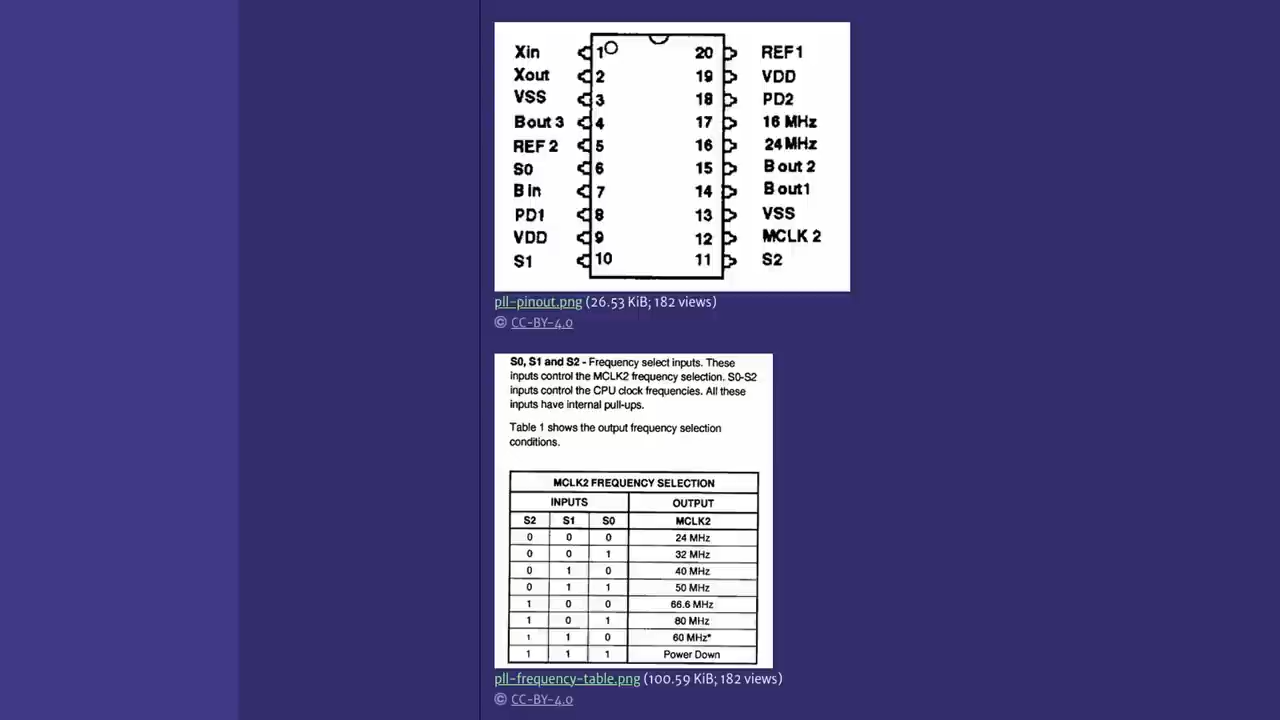 Xin 1 20 REF1
Xout 2 19 VDD
VSS 3 18 PD2
Bout 3 4 17 16 MHz
REF 2 5 16 24 MHz
S0 6 15 B out 2
B in 7 14 B out1
PD1 8 13 VSS
VDD 9 12 MCLK 2
S1 10 11 S2
pll-pinout.png (26.53 KiB; 182 views)
© CC-BY-4.0
S0, S1 and S2 - Frequency select inputs. These
inputs control the MCLK2 frequency selection. S0-S2
inputs control the CPU clock frequencies. All these
inputs have internal pull-ups.
Table 1 shows the output frequency selection
conditions.
MCLK2 FREQUENCY SELECTION
INPUTS OUTPUT
S2 S1 S0 MCLK2
0 0 0 24 MHz
0 0 1 32 MHz
0 1 0 40 MHz
0 1 1 50 MHz
1 0 0 66.6 MHz
1 0 1 80 MHz
1 1 0 60 MHz*
1 1 1 Power Down
pll-frequency-table.png (100.59 KiB; 182 views)
© CC-BY-4.0